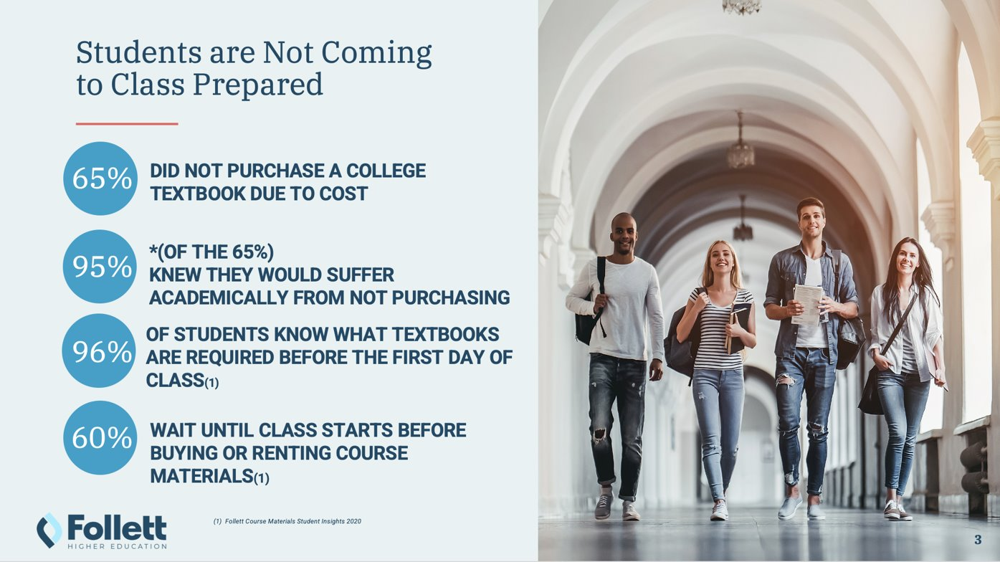 Students are Not Coming
to Class Prepared
65%
DID NOT PURCHASE A COLLEGE
TEXTBOOK DUE TO COST
95%
*(OF THE 65%)
KNEW THEY WOULD SUFFER
ACADEMICALLY FROM NOT PURCHASING
96%
OF STUDENTS KNOW WHAT TEXTBOOKS
ARE REQUIRED BEFORE THE FIRST DAY OF
CLASS(1)
60%
WAIT UNTIL CLASS STARTS BEFORE
BUYING OR RENTING COURSE
MATERIALS(1)
Follett
HIGHER EDUCATION
(1) Follett Course Materials Student Insights 2020
3